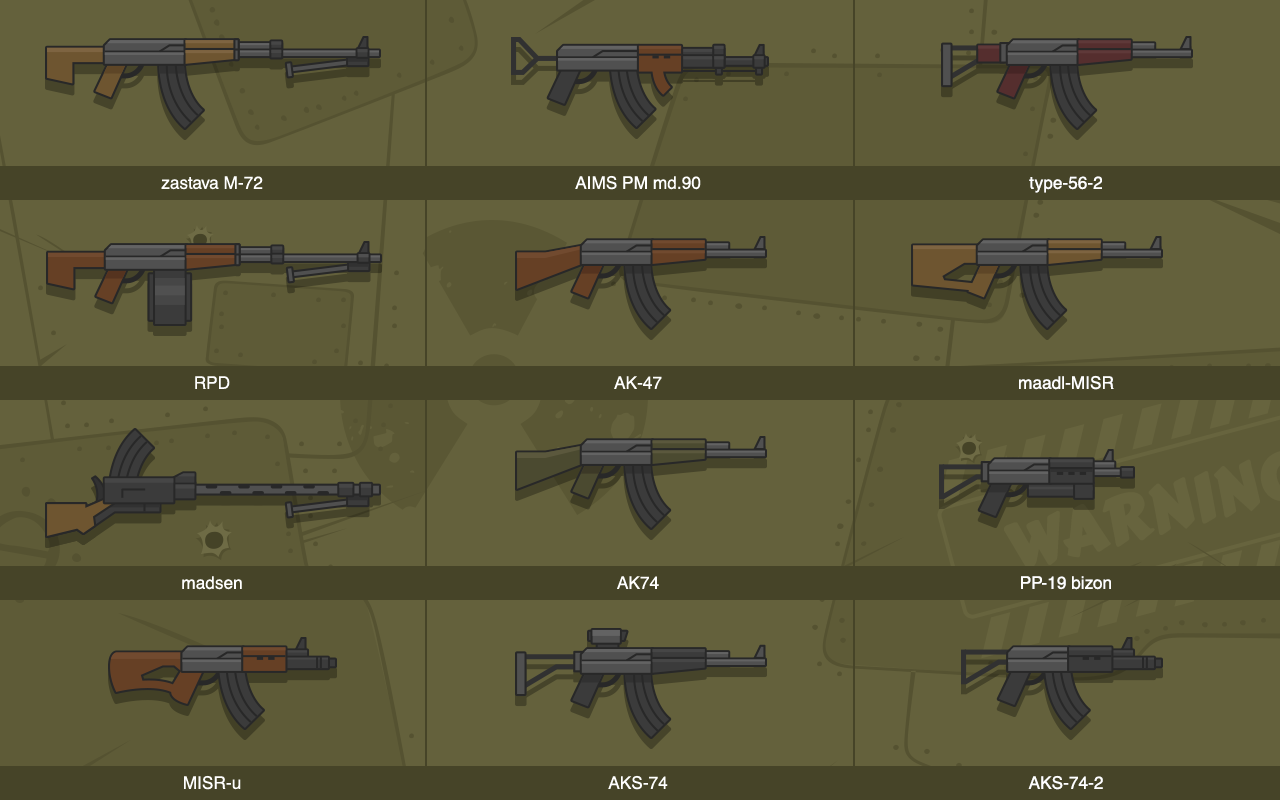 zastava M-72
AIMS PM md.90
type-56-2
RPD
AK-47
maadl-MISR
madsen
AK74
PP-19 bizon
WARNING
MISR-u
AKS-74
AKS-74-2